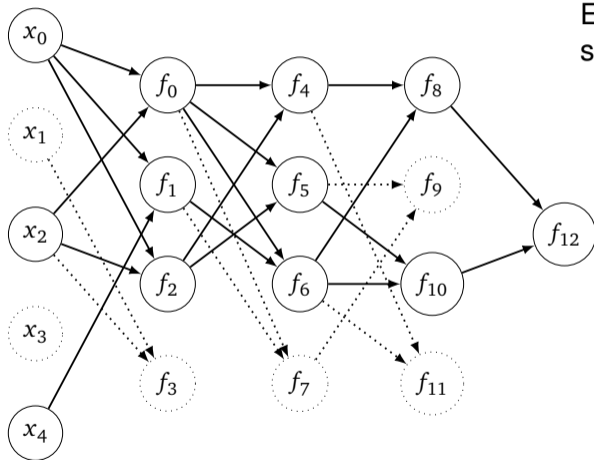 E
s
x₀
f₀ f₄ f₈
x₁
f₁ f₅ f₉
x₂ f₁₂
f₂ f₆ f₁₀
x₃
f₃ f₇ f₁₁
x₄